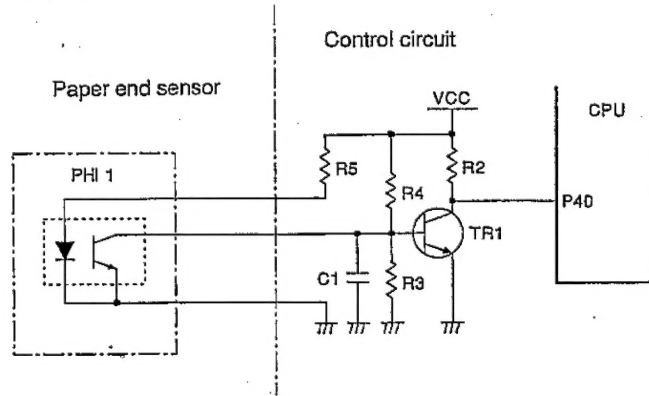 Control circuit
Paper end sensor
VCC
CPU
PHI 1
R5
R4
R2
P40
TR1
C1
R3